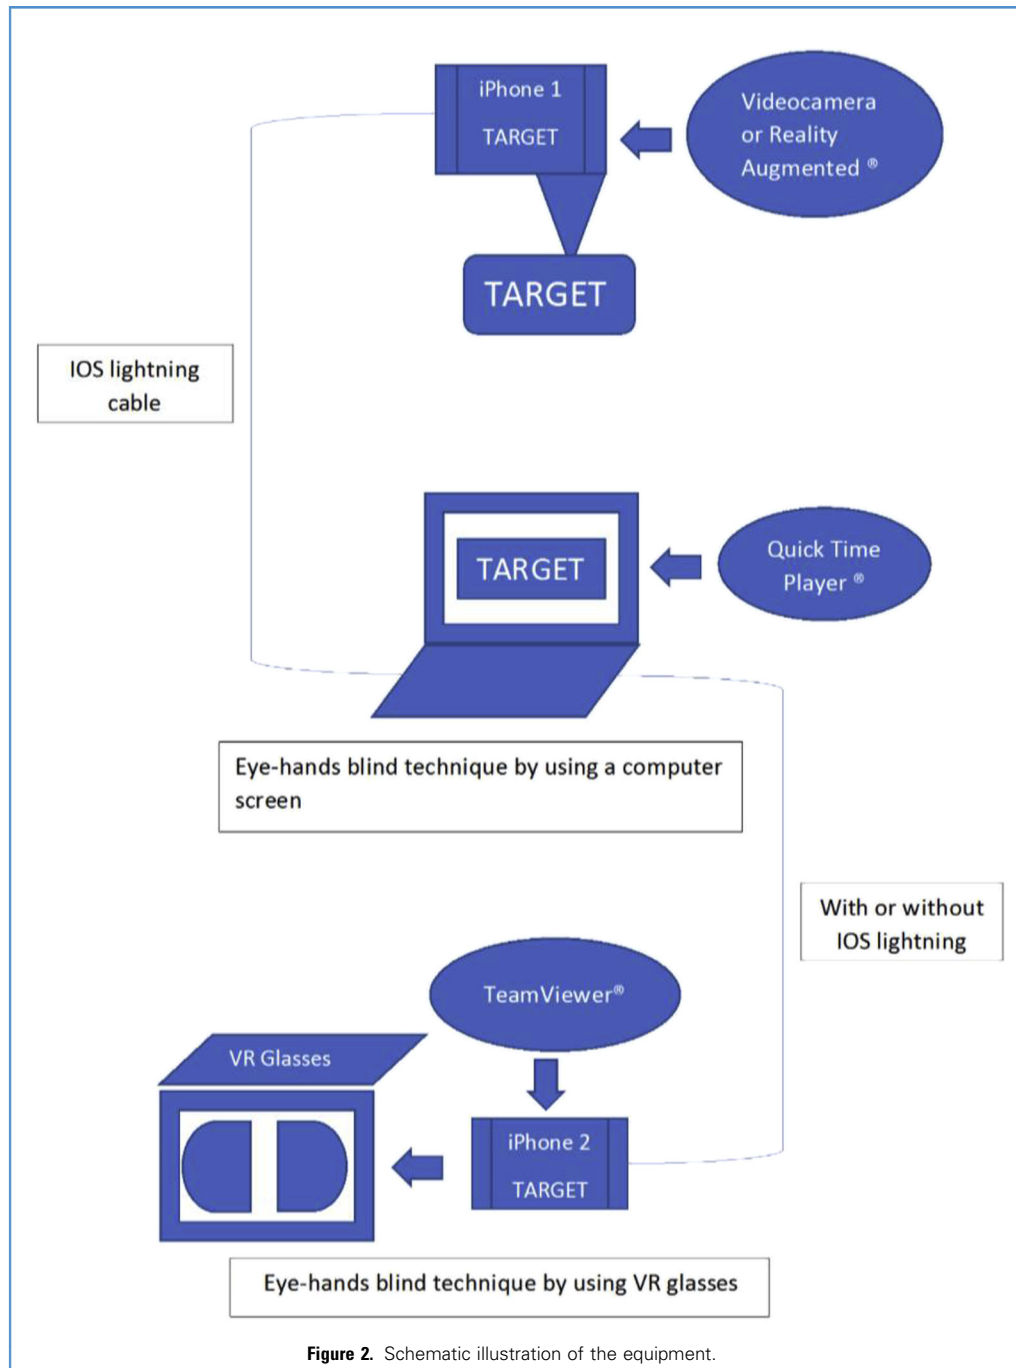 iPhone 1
TARGET
Videocamera
or Reality
Augmented ®
TARGET
IOS lightning
cable
TARGET
Quick Time
Player ®
Eye-hands blind technique by using a computer
screen
With or without
IOS lightning
TeamViewer®
VR Glasses
iPhone 2
TARGET
Eye-hands blind technique by using VR glasses
Figure 2. Schematic illustration of the equipment.